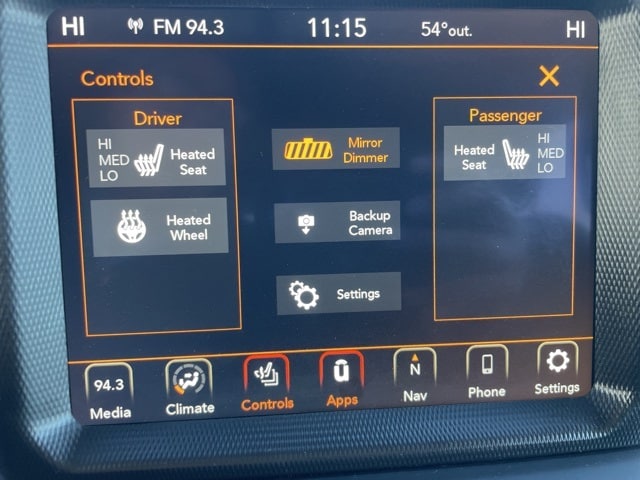 HI FM 94.3 11:15 54°out. HI
Controls
Driver
HI
MED
LO
Heated
Seat
Heated
Wheel
Mirror
Dimmer
Backup
Camera
Settings
Passenger
Heated
Seat
HI
MED
LO
94.3
Media
Climate
Controls
Apps
N
Nav
Phone
Settings